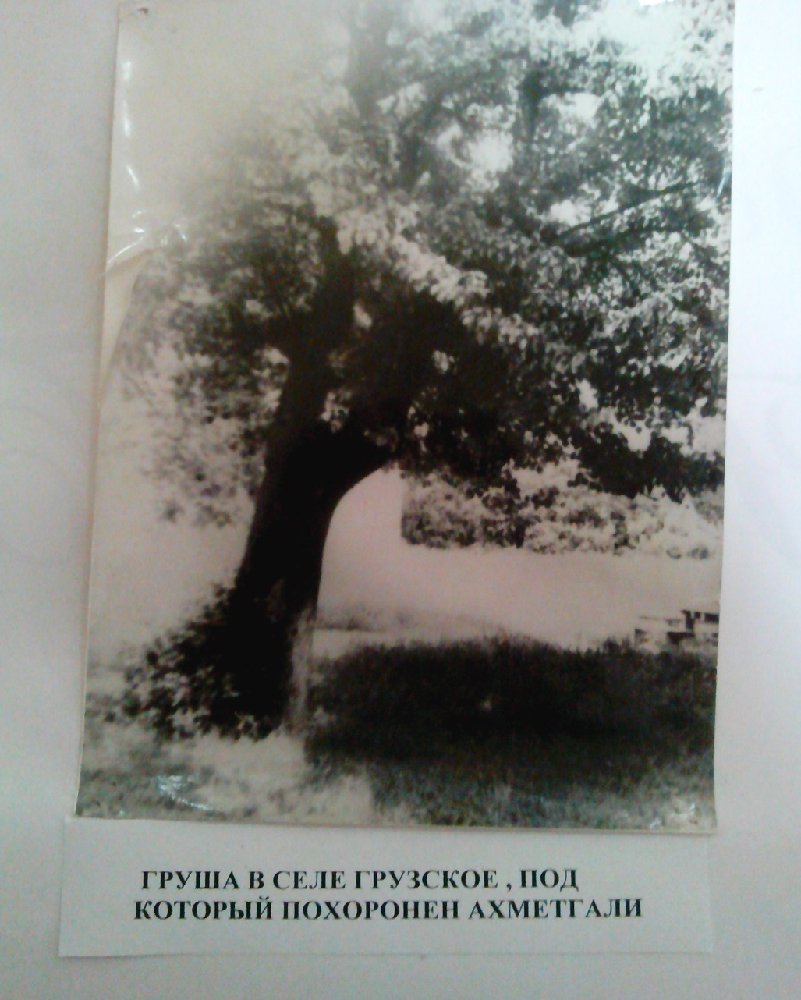 ГРУША В СЕЛЕ ГРУЗСКОЕ , ПОД
КОТОРЫЙ ПОХОРОНЕН АХМЕТГАЛИ